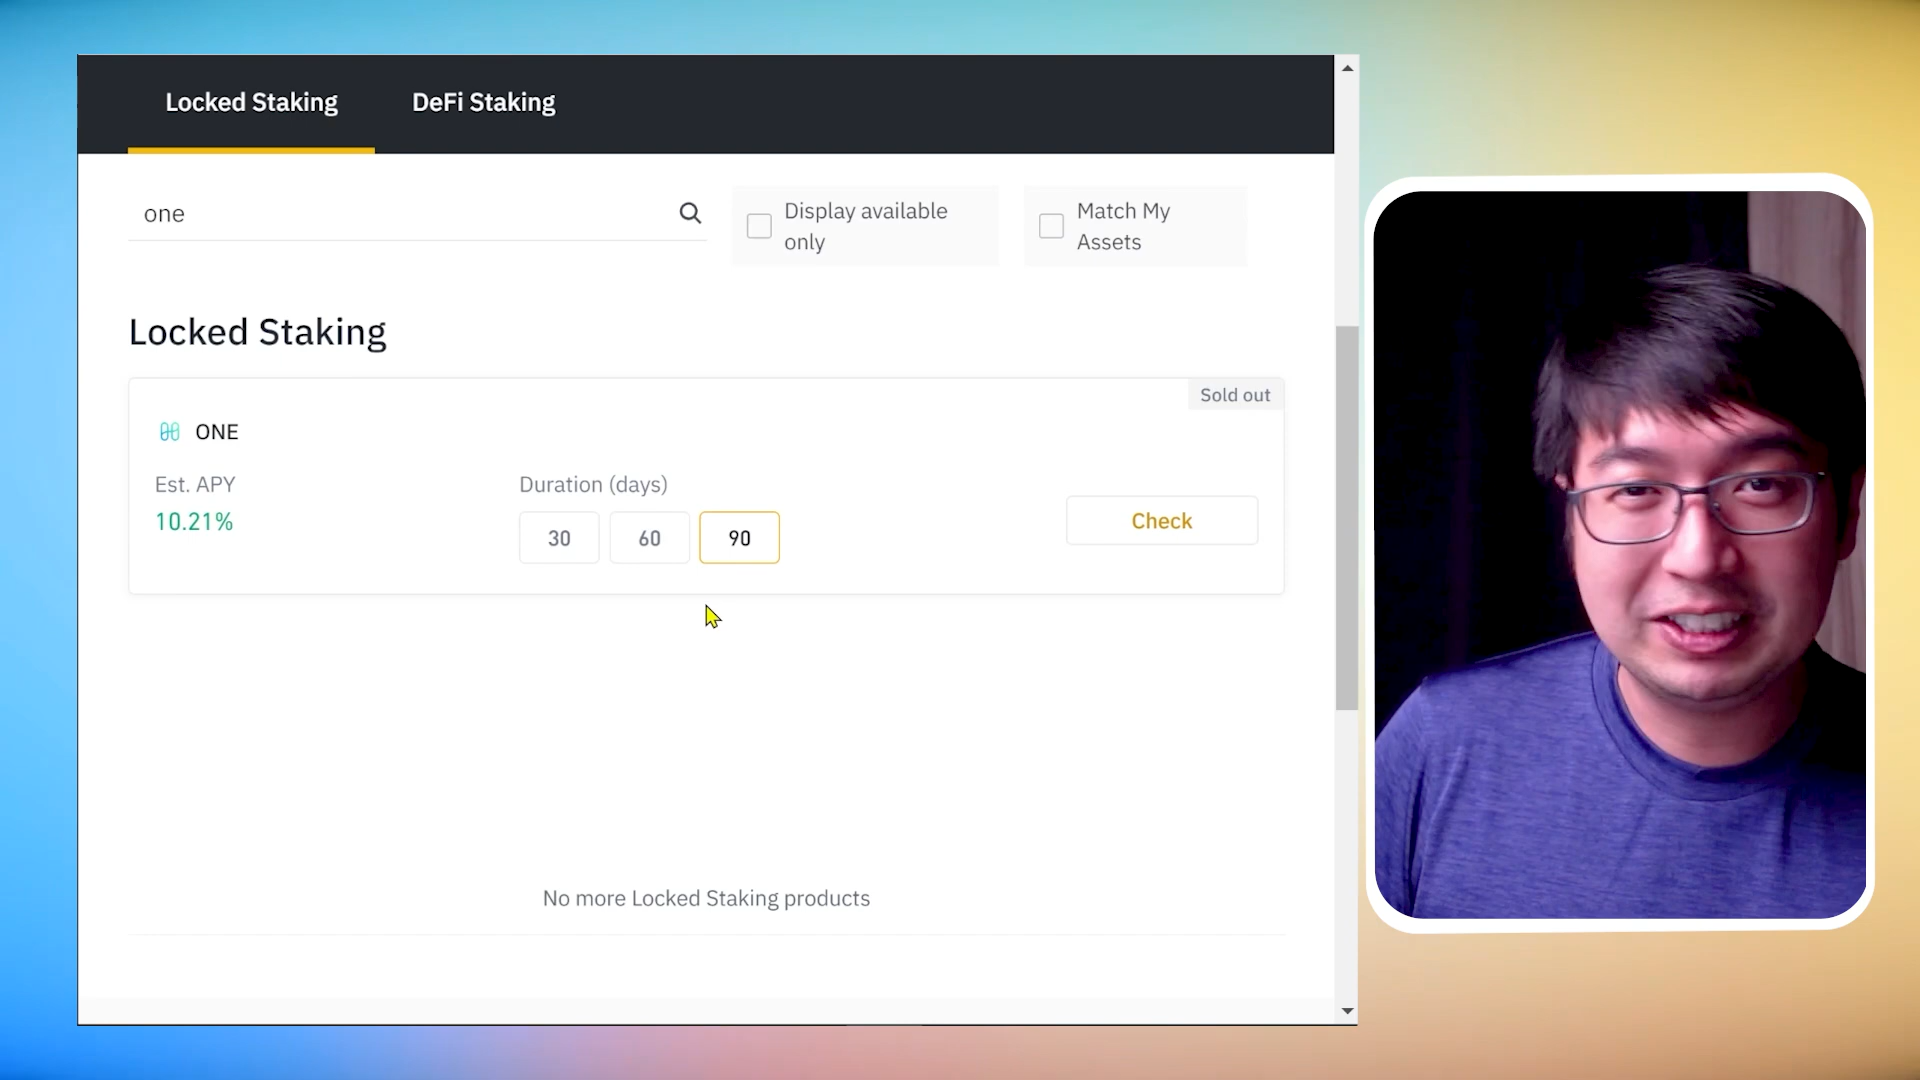 Locked Staking
DeFi Staking
one
Display available
only
Match My
Assets
Locked Staking
Sold out
ONE
Est. APY
10.21%
Duration (days)
30
60
90
Check
No more Locked Staking products